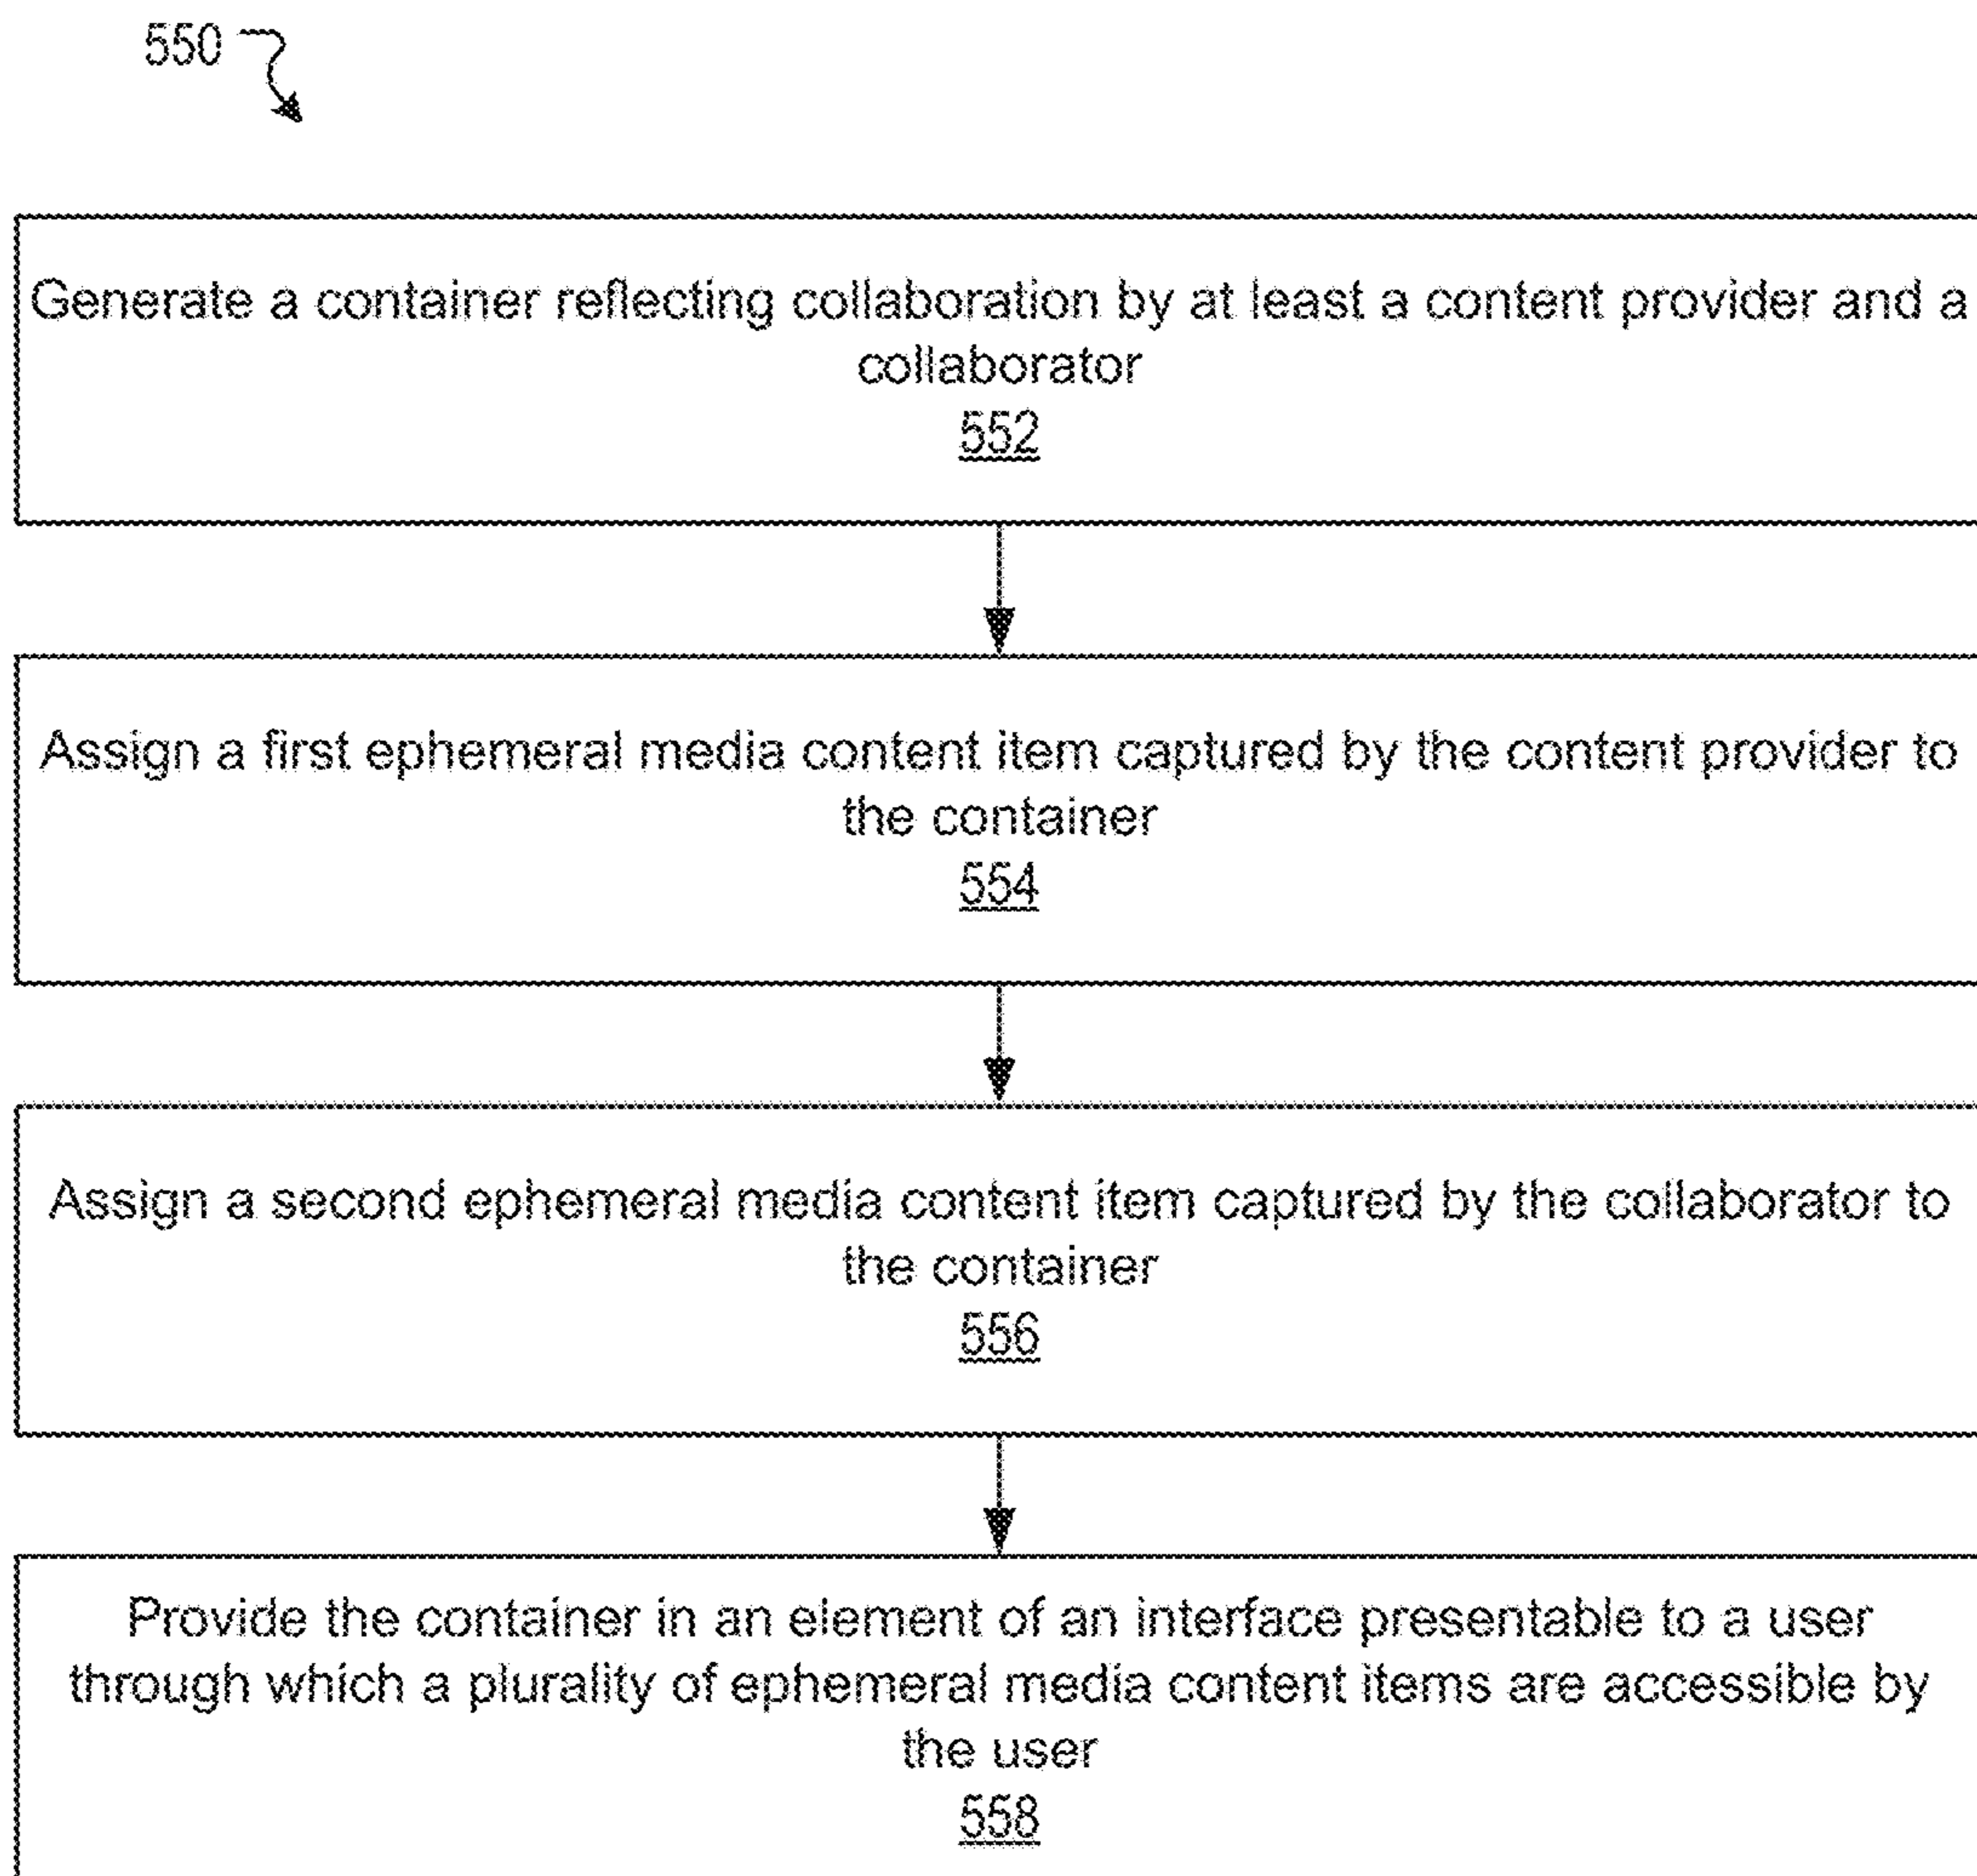 550
Generate a container reflecting collaboration by at least a content provider and a
collaborator
552
Assign a first ephemeral media content item captured by the content provider to
the container
554
Assign a second ephemeral media content item captured by the collaborator to
the container
556
Provide the container in an element of an interface presentable to a user
through which a plurality of ephemeral media content items are accessible by
the user
558